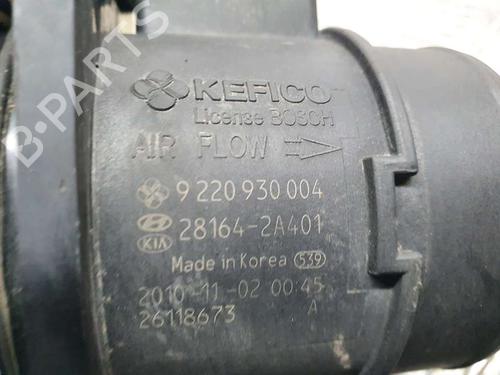 B-PARTS
KEFICO
License BOSCH
AIR FLOW
9 220 930 004
28164-2A401
KIA
Made in Korea 539
2010-11-02 00:45
26118673 A